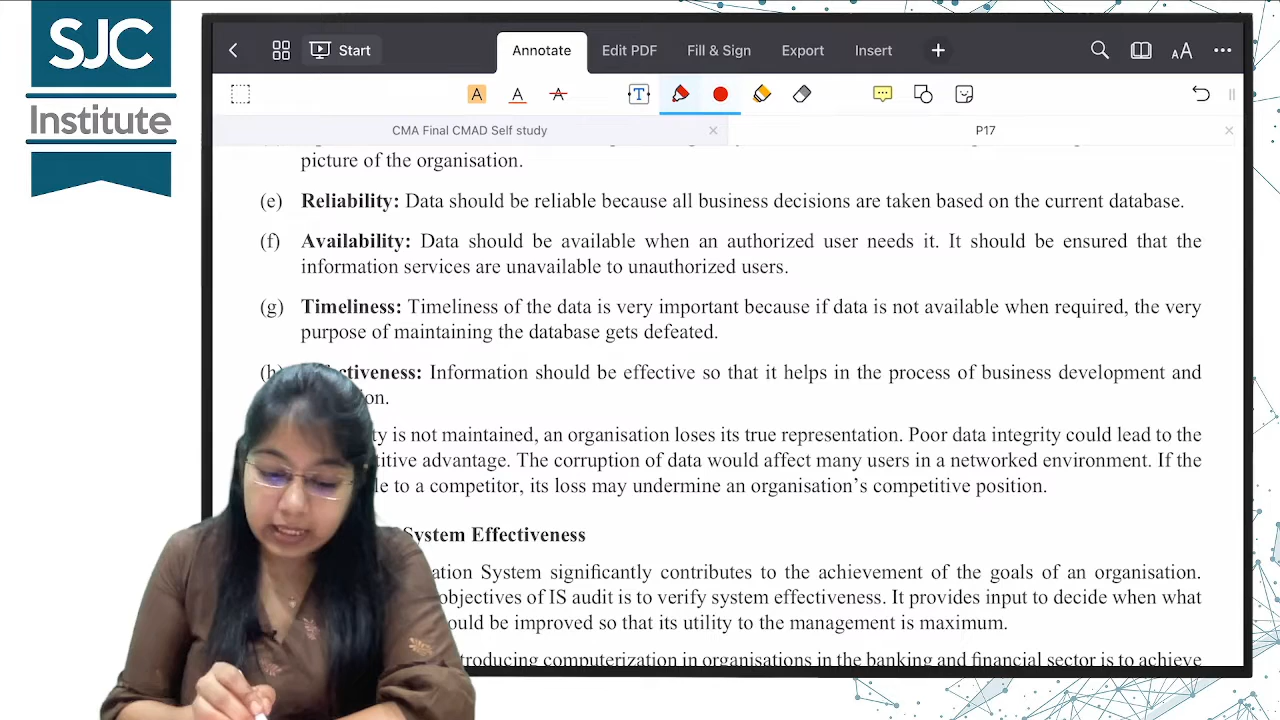 SJC
Institute
Start
Annotate
Edit PDF
Fill & Sign
Export
Insert
AA
A A A T
CMA Final CMAD Self study
P17
picture of the organisation.
(e) Reliability: Data should be reliable because all business decisions are taken based on the current database.
(f) Availability: Data should be available when an authorized user needs it. It should be ensured that the
information services are unavailable to unauthorized users.
(g) Timeliness: Timeliness of the data is very important because if data is not available when required, the very
purpose of maintaining the database gets defeated.
ctiveness: Information should be effective so that it helps in the process of business development and
on.
ty is not maintained, an organisation loses its true representation. Poor data integrity could lead to the
titive advantage. The corruption of data would affect many users in a networked environment. If the
le to a competitor, its loss may undermine an organisation's competitive position.
System Effectiveness
ation System significantly contributes to the achievement of the goals of an organisation.
objectives of IS audit is to verify system effectiveness. It provides input to decide when what
ould be improved so that its utility to the management is maximum.
troducing computerization in organisations in the banking and financial sector is to achieve